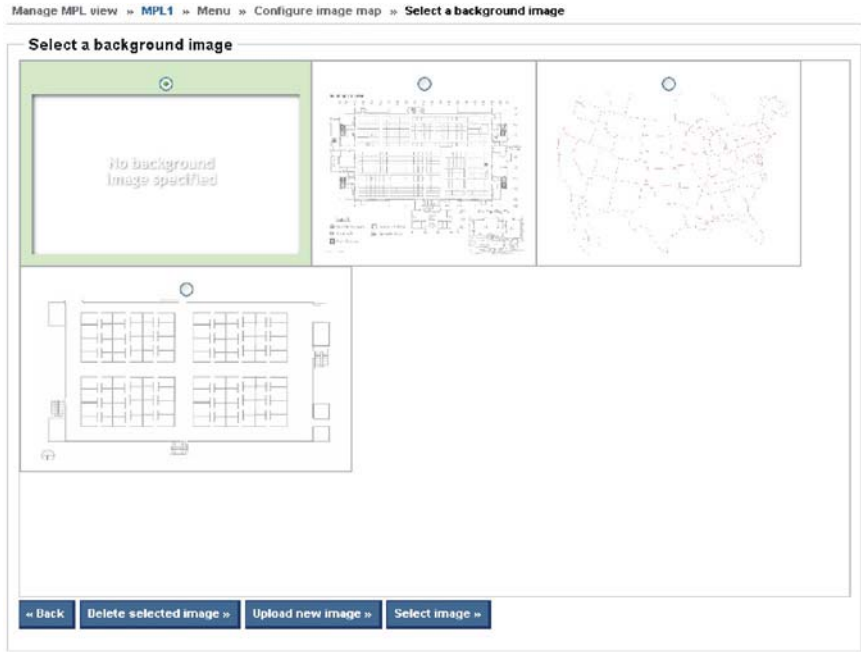 Manage MPL view » MPL1 » Menu » Configure image map » Select a background image
Select a background image
No background
image specified
« Back
Delete selected image »
Upload new image »
Select image »